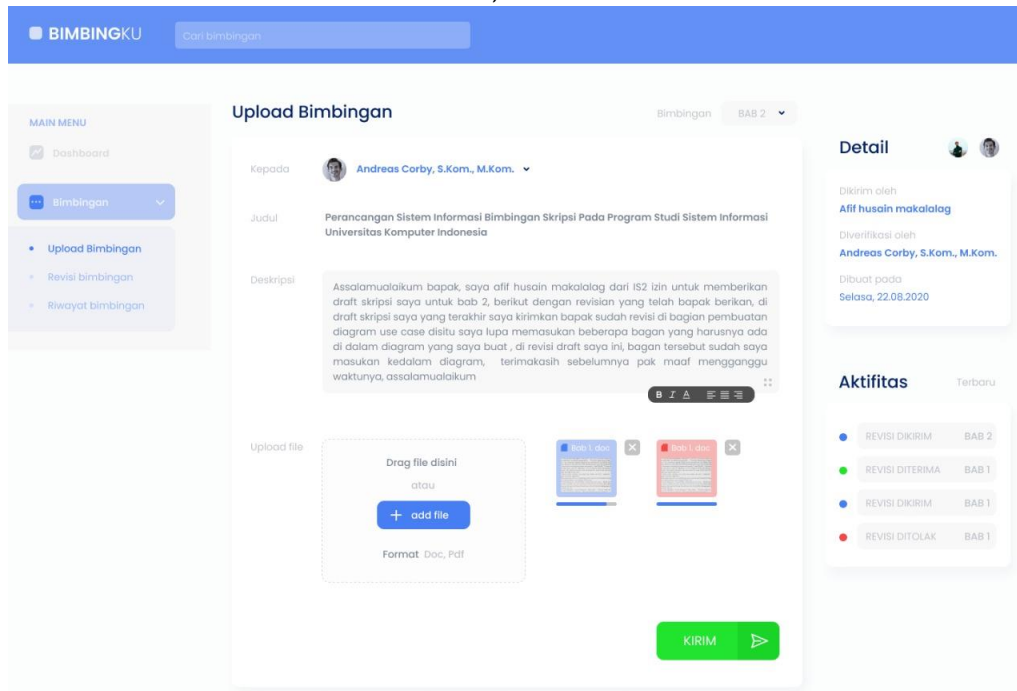 BIMBINGKU
Cari bimbingan
MAIN MENU
Dashboard
Bimbingan
Upload Bimbingan
Revisi bimbingan
Riwayat bimbingan
Upload Bimbingan
Bimbingan BAB 2
Kepada Andreas Corby, S.Kom., M.Kom.
Judul Perancangan Sistem Informasi Bimbingan Skripsi Pada Program Studi Sistem Informasi
Universitas Komputer Indonesia
Deskripsi
Assalamualaikum bapak, saya afif husain makalalag dari IS2 izin untuk memberikan
draft skripsi saya untuk bab 2, berikut dengan revisian yang telah bapak berikan, di
draft skripsi saya yang terakhir saya kirimkan bapak sudah revisi di bagian pembuatan
diagram use case disitu saya lupa memasukan beberapa bagan yang harusnya ada
di dalam diagram yang saya buat , di revisi draft saya ini, bagan tersebut sudah saya
masukan kedalam diagram, terimakasih sebelumnya pak maaf mengganggu
waktunya, assalamualaikum
B I A
Upload file
Drag file disini
atau
+ add file
Format Doc, Pdf
Bab 1. doc
Bab 1. doc
KIRIM
Detail
Dikirim oleh
Afif husain makalalag
Diverifikasi oleh
Andreas Corby, S.Kom., M.Kom.
Dibuat pada
Selasa, 22.08.2020
Aktifitas Terbaru
REVISI DIKIRIM BAB 2
REVISI DITERIMA BAB 1
REVISI DIKIRIM BAB 1
REVISI DITOLAK BAB 1